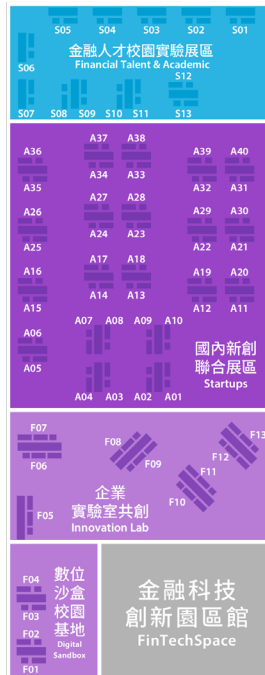 S05 S04 S03 S02 S01
金融人才校園實驗展區
Financial Talent & Academic
S06
S12
S07 S08 S09 S10 S11 S13
A37 A38
A36 A39 A40
A34 A33
A35 A32 A31
A27 A28
A26 A29 A30
A24 A23
A25 A22 A21
A17 A18
A16 A19 A20
A14 A13
A15 A12 A11
A07 A08 A09 A10
A06
A05
國內新創
聯合展區
Startups
A04 A03 A02 A01
F07
F13
F08
F12
F06
F09
F11
F10
企業
實驗室共創
Innovation Lab
F05
F04
F03
F02
F01
數位
沙盒
校園
基地
Digital
Sandbox
金融科技
創新園區館
FinTechSpace